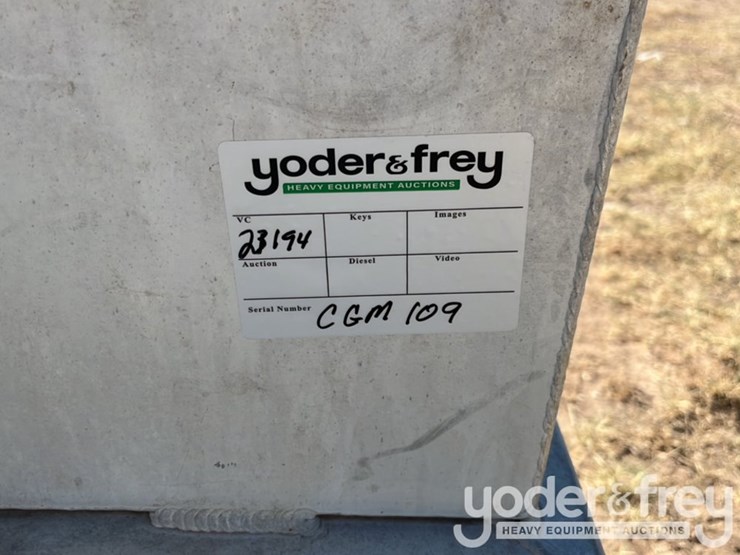 yoder&frey
HEAVY EQUIPMENT AUCTIONS
VC Keys Images
23194
Auction Diesel Video
Serial Number CGM 109
yoder&frey
HEAVY EQUIPMENT AUCTIONS